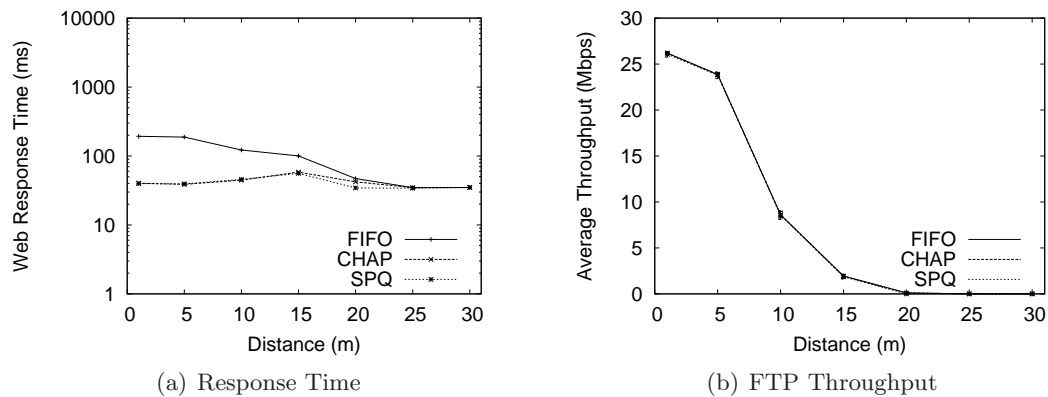 Web Response Time (ms)
10000
1000
100
10
1
FIFO
CHAP
SPQ
0 5 10 15 20 25 30
Distance (m)
(a) Response Time
Average Throughput (Mbps)
30
25
20
15
10
5
0
FIFO
CHAP
SPQ
0 5 10 15 20 25 30
Distance (m)
(b) FTP Throughput